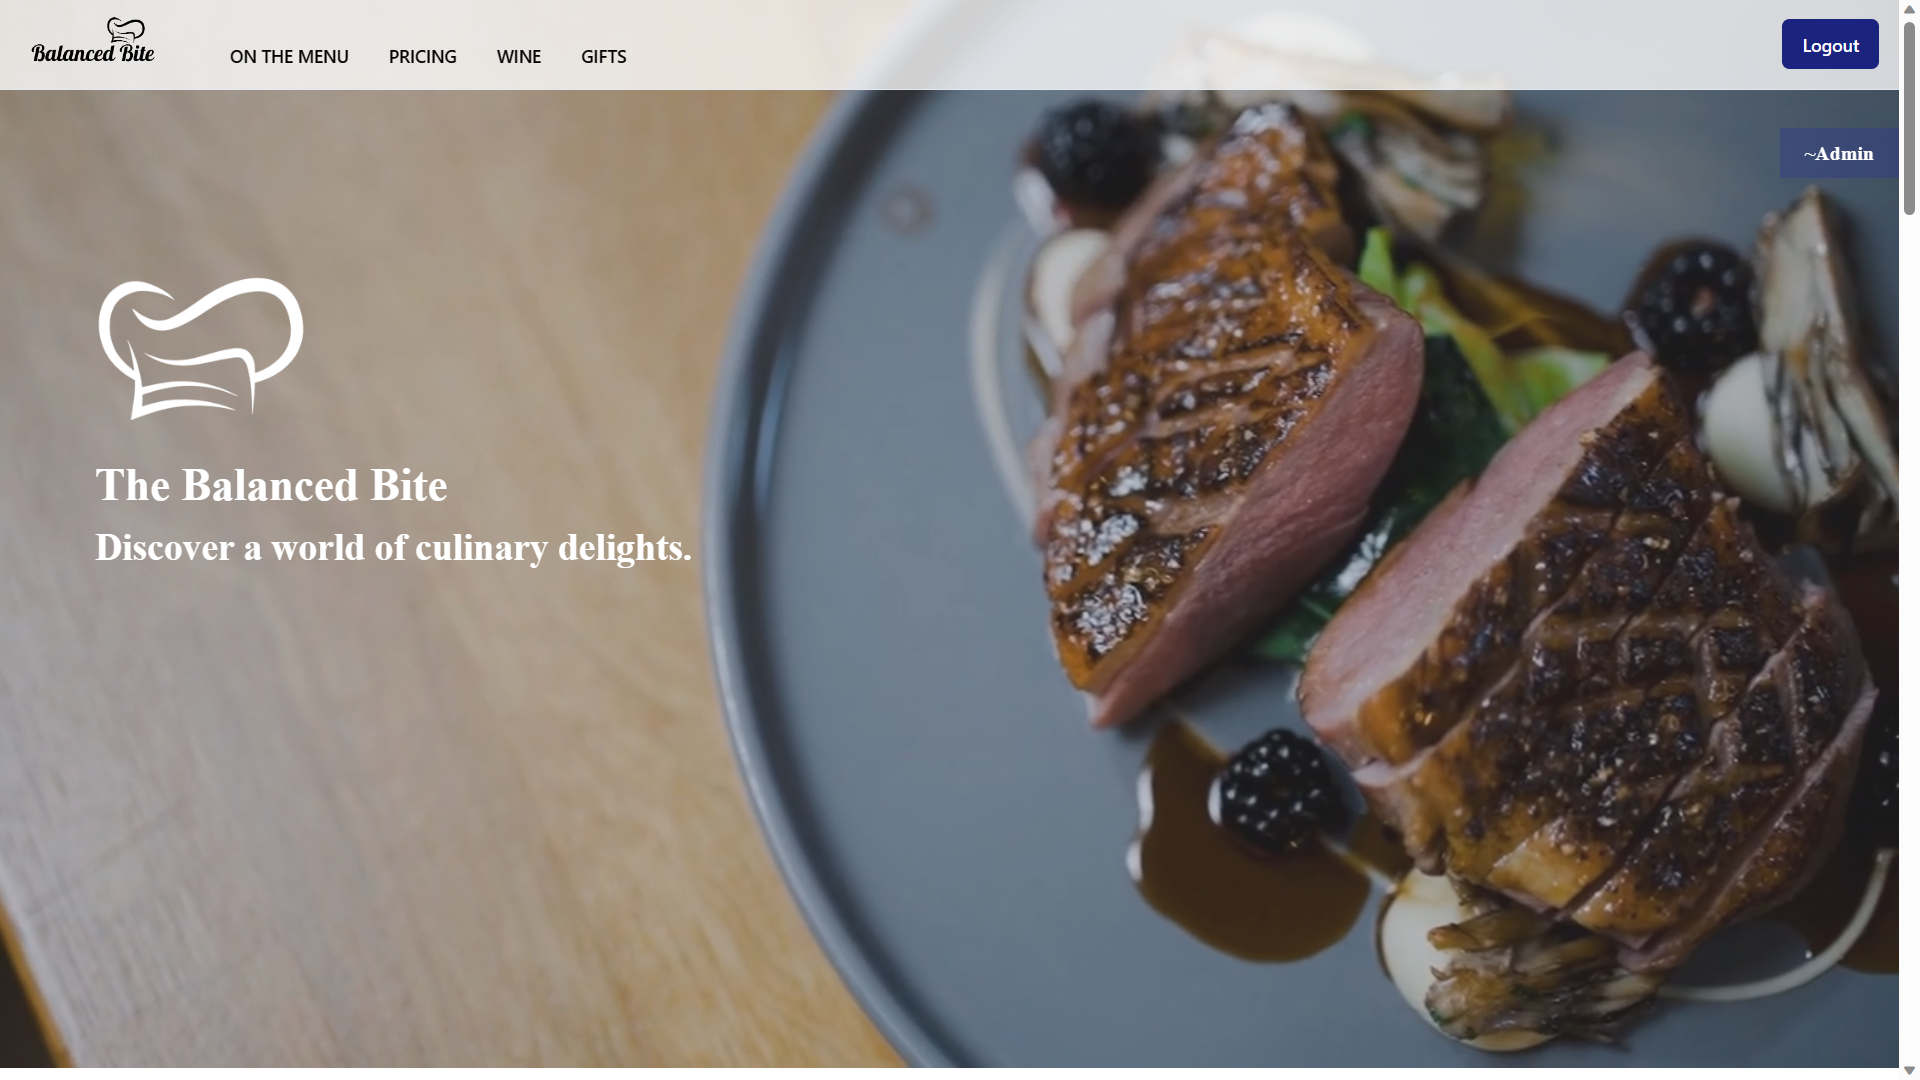 Balanced Bite
ON THE MENU
PRICING
WINE
GIFTS
Logout
~Admin
The Balanced Bite
Discover a world of culinary delights.